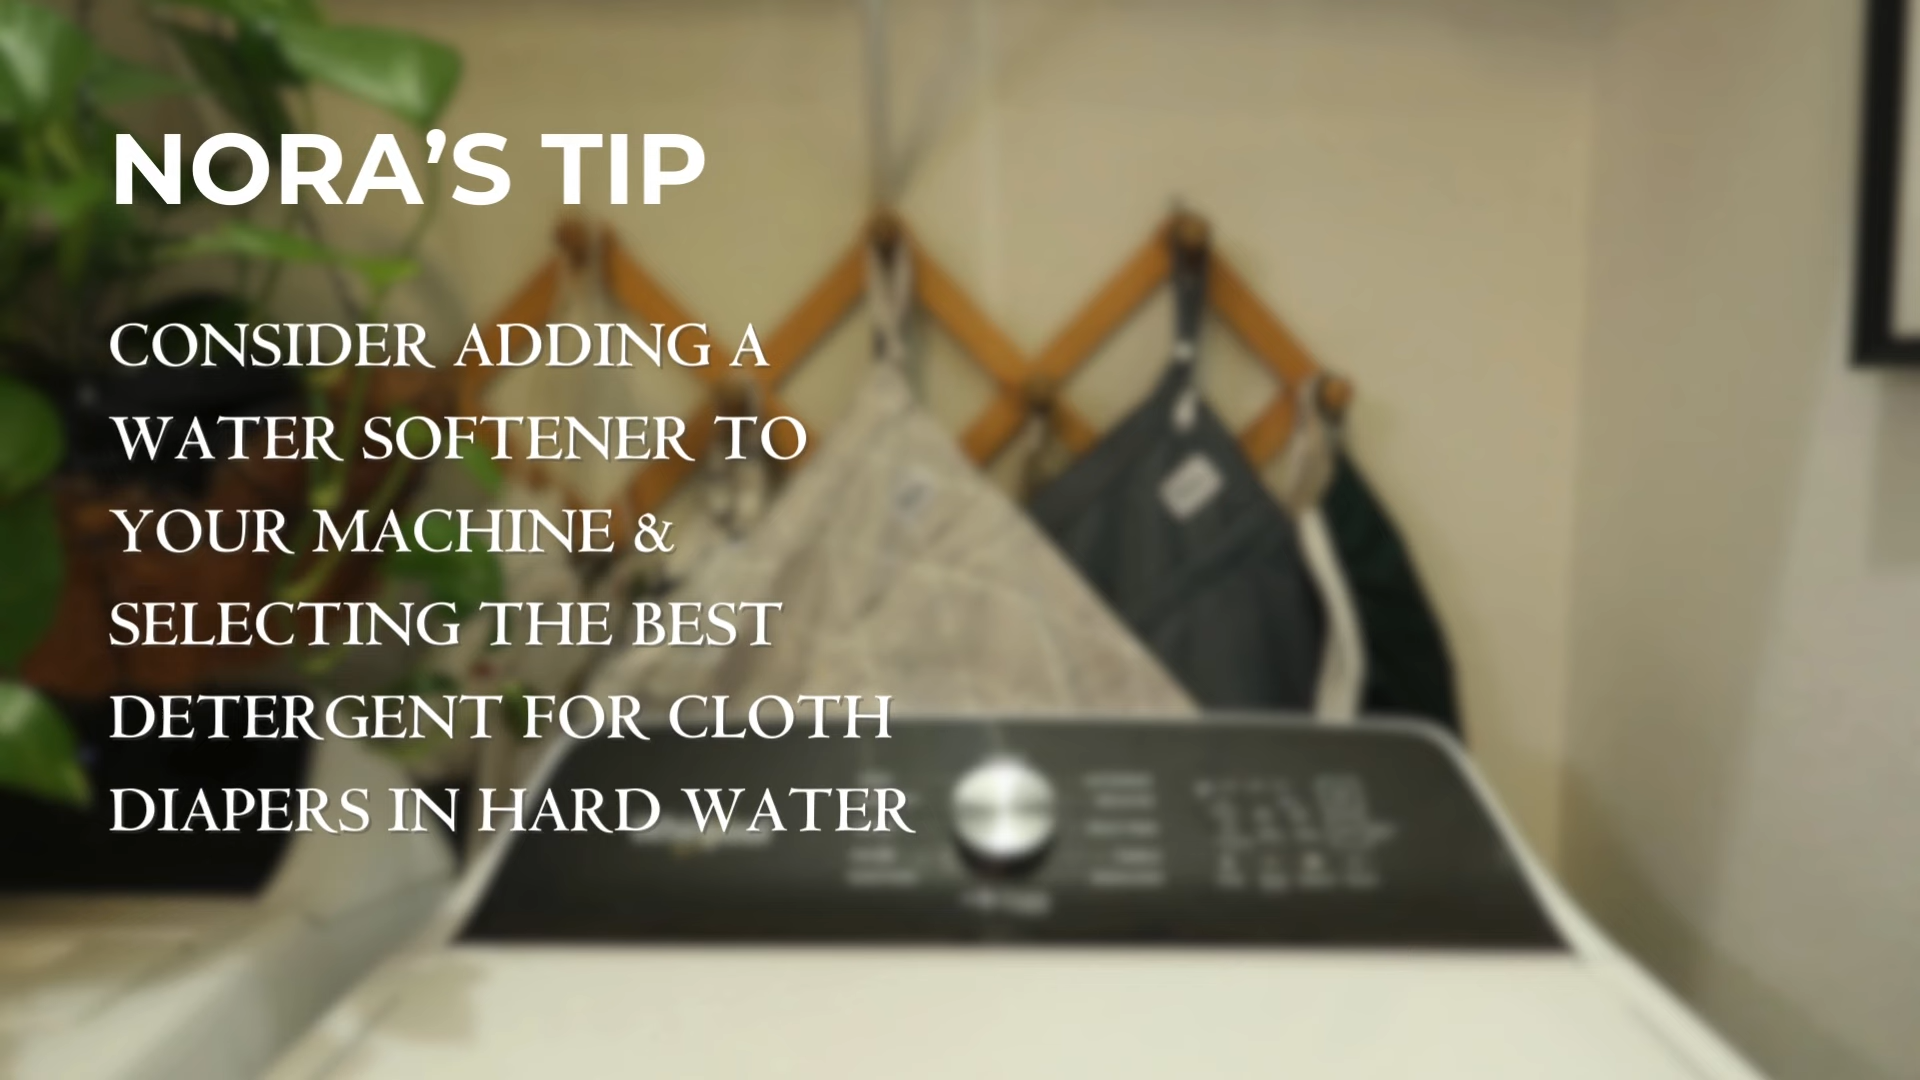 NORA’S TIP
CONSIDER ADDING A
WATER SOFTENER TO
YOUR MACHINE &
SELECTING THE BEST
DETERGENT FOR CLOTH
DIAPERS IN HARD WATER